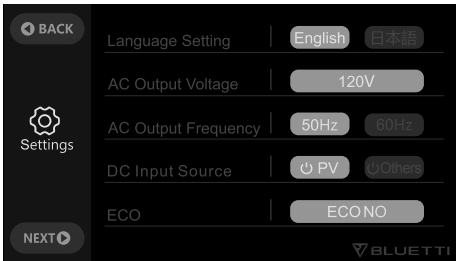 BACK
Language Setting English 日本語
AC Output Voltage 120V
AC Output Frequency 50Hz 60Hz
Settings
DC Input Source PV Others
ECO ECO NO
NEXT
BLUETTI